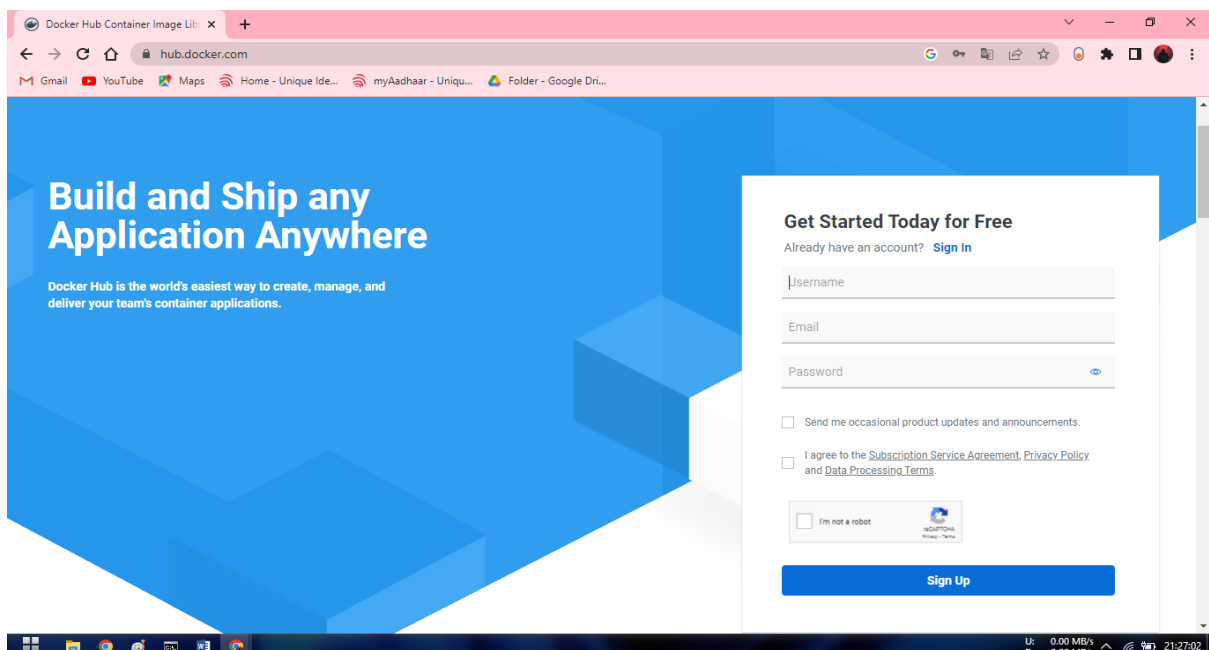 Docker Hub Container Image Lib
hub.docker.com
Gmail YouTube Maps Home - Unique Ide... myAadhaar - Uniqu... Folder - Google Dri...
Build and Ship any
Application Anywhere
Docker Hub is the world's easiest way to create, manage, and
deliver your team's container applications.
Get Started Today for Free
Already have an account? Sign In
Username
Email
Password
Send me occasional product updates and announcements.
I agree to the Subscription Service Agreement, Privacy Policy
and Data Processing Terms.
I'm not a robot
reCAPTCHA
Privacy - Terms
Sign Up
U: 0.00 MB/s
21:27:02